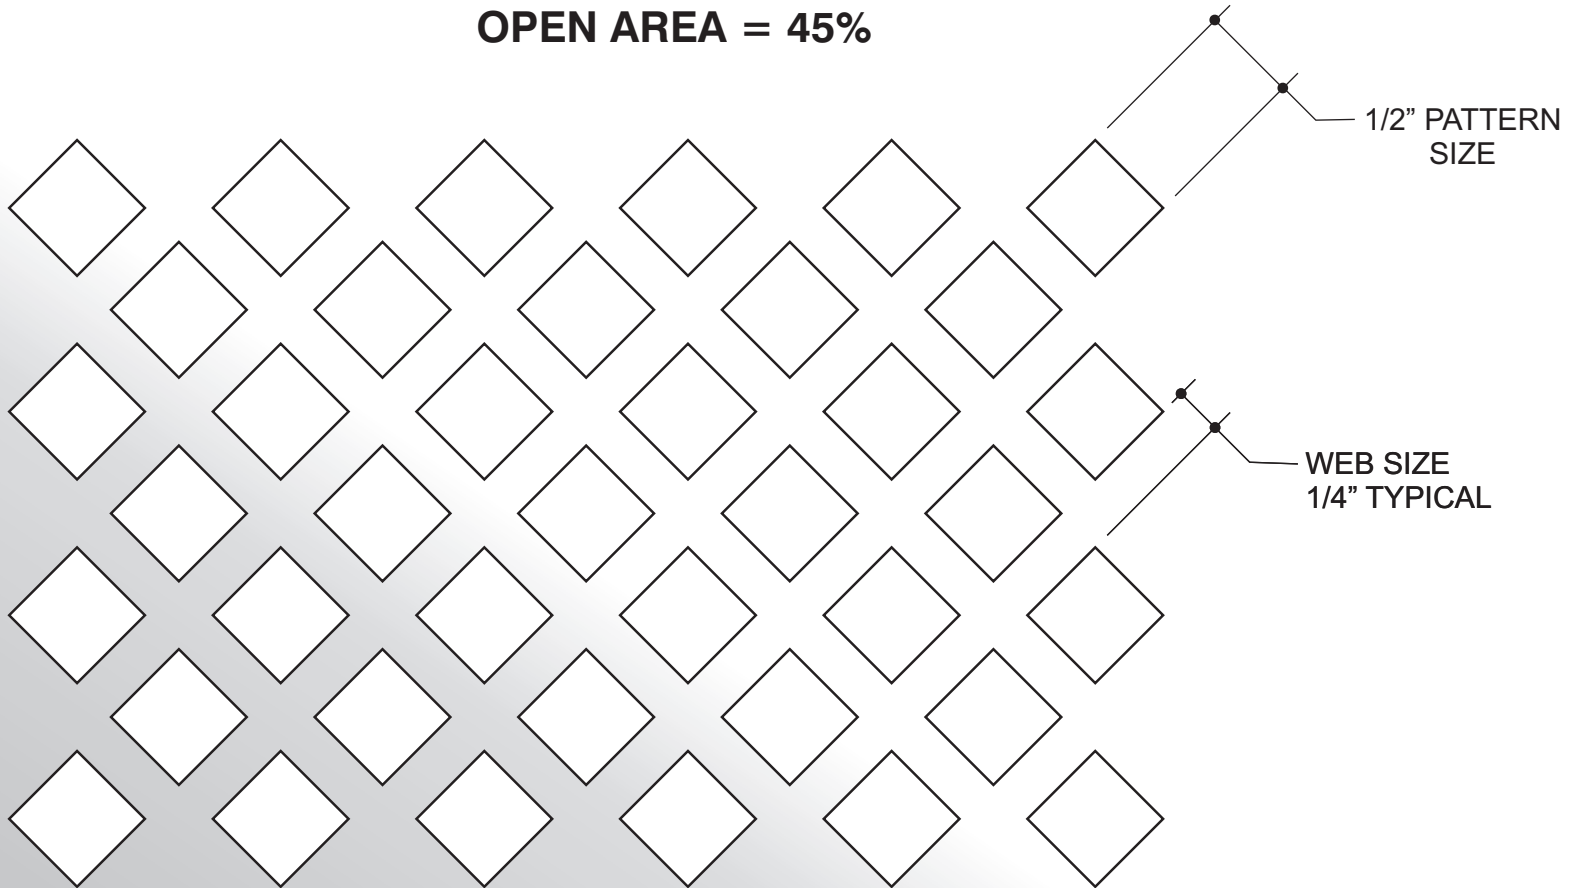 OPEN AREA = 45%
1/2” PATTERN
SIZE
WEB SIZE
1/4” TYPICAL